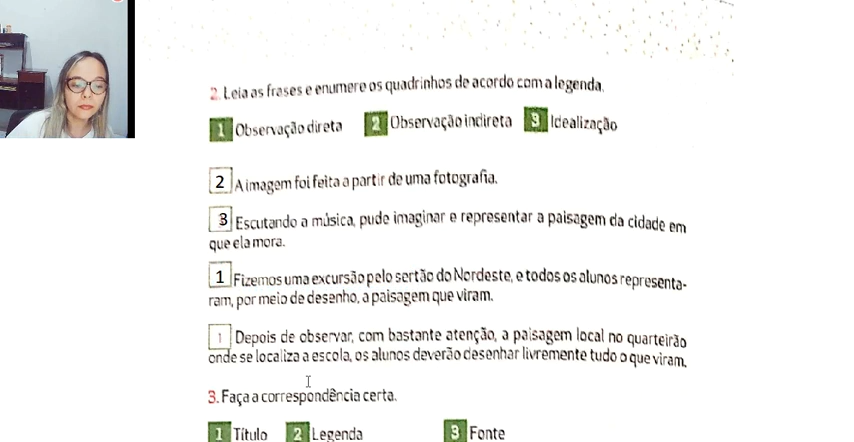 2. Leia as frases e enumere os quadrinhos de acordo com a legenda.
1 Observação direta 2 Observação indireta 3 Idealização
2 A imagem foi feita a partir de uma fotografia.
3 Escutando a música, pude imaginar e representar a paisagem da cidade em
que ela mora.
1 Fizemos uma excursão pelo sertão do Nordeste, e todos os alunos representa-
ram, por meio de desenho, a paisagem que viram.
1 Depois de observar, com bastante atenção, a paisagem local no quarteirão
onde se localiza a escola, os alunos deverão desenhar livremente tudo o que viram.
3. Faça a correspondência certa.
1 Título 2 Legenda 3 Fonte